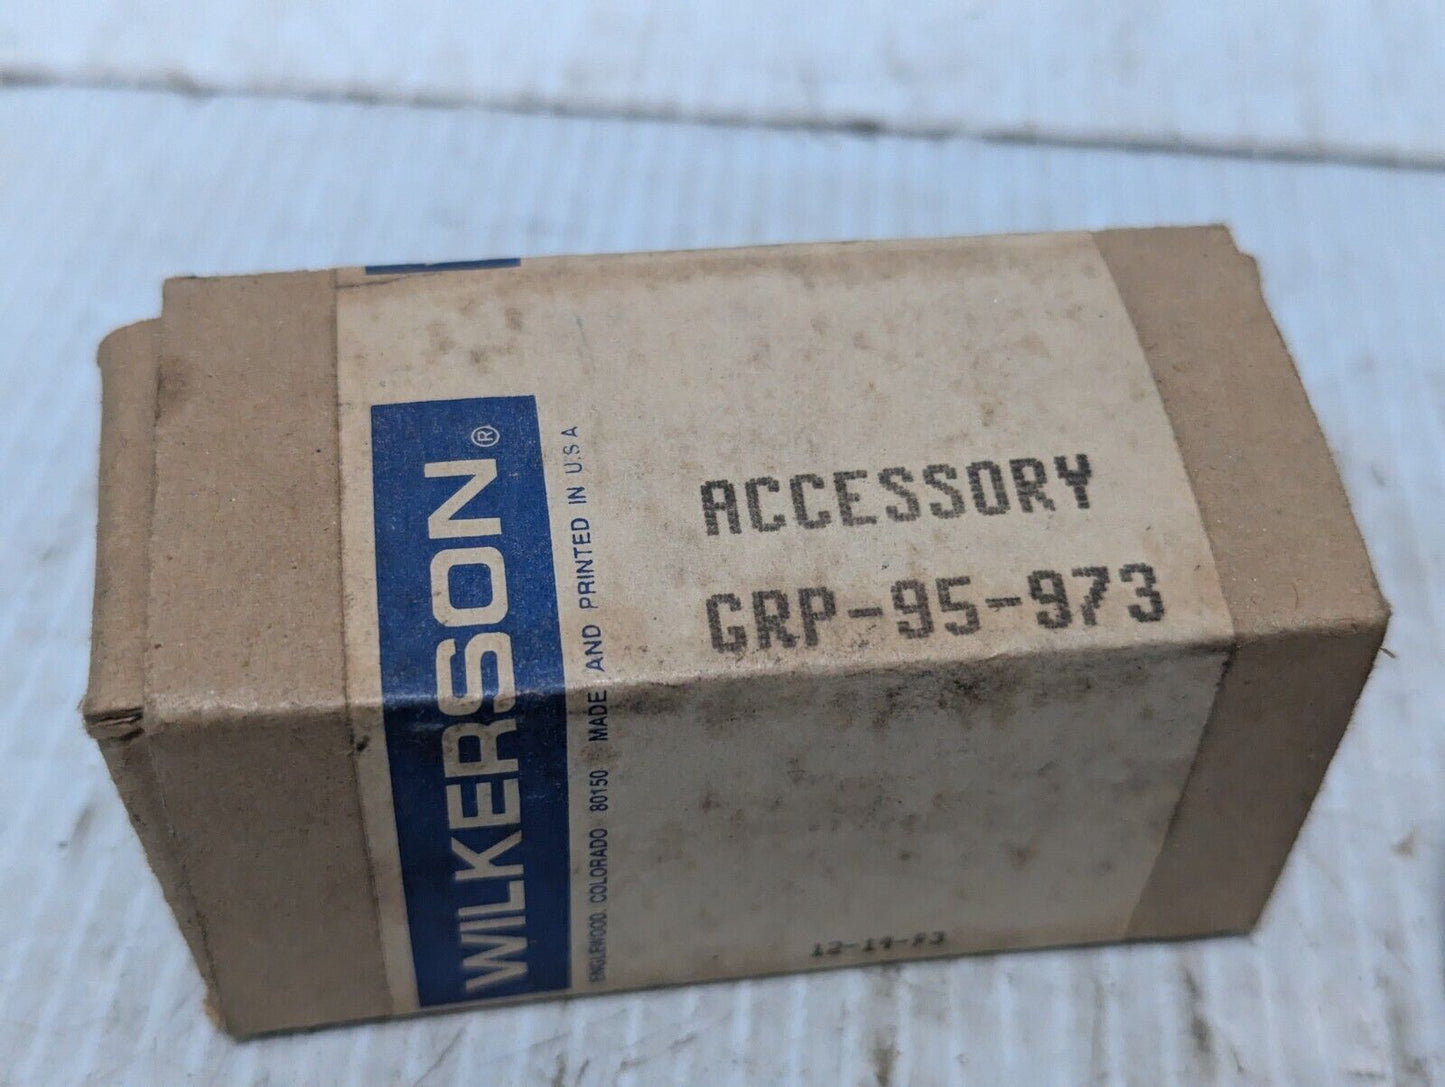 WILKERSON®
ENGLEWOOD, COLORADO 80150 MADE AND PRINTED IN U.S.A
ACCESSORY
GRP-95-973